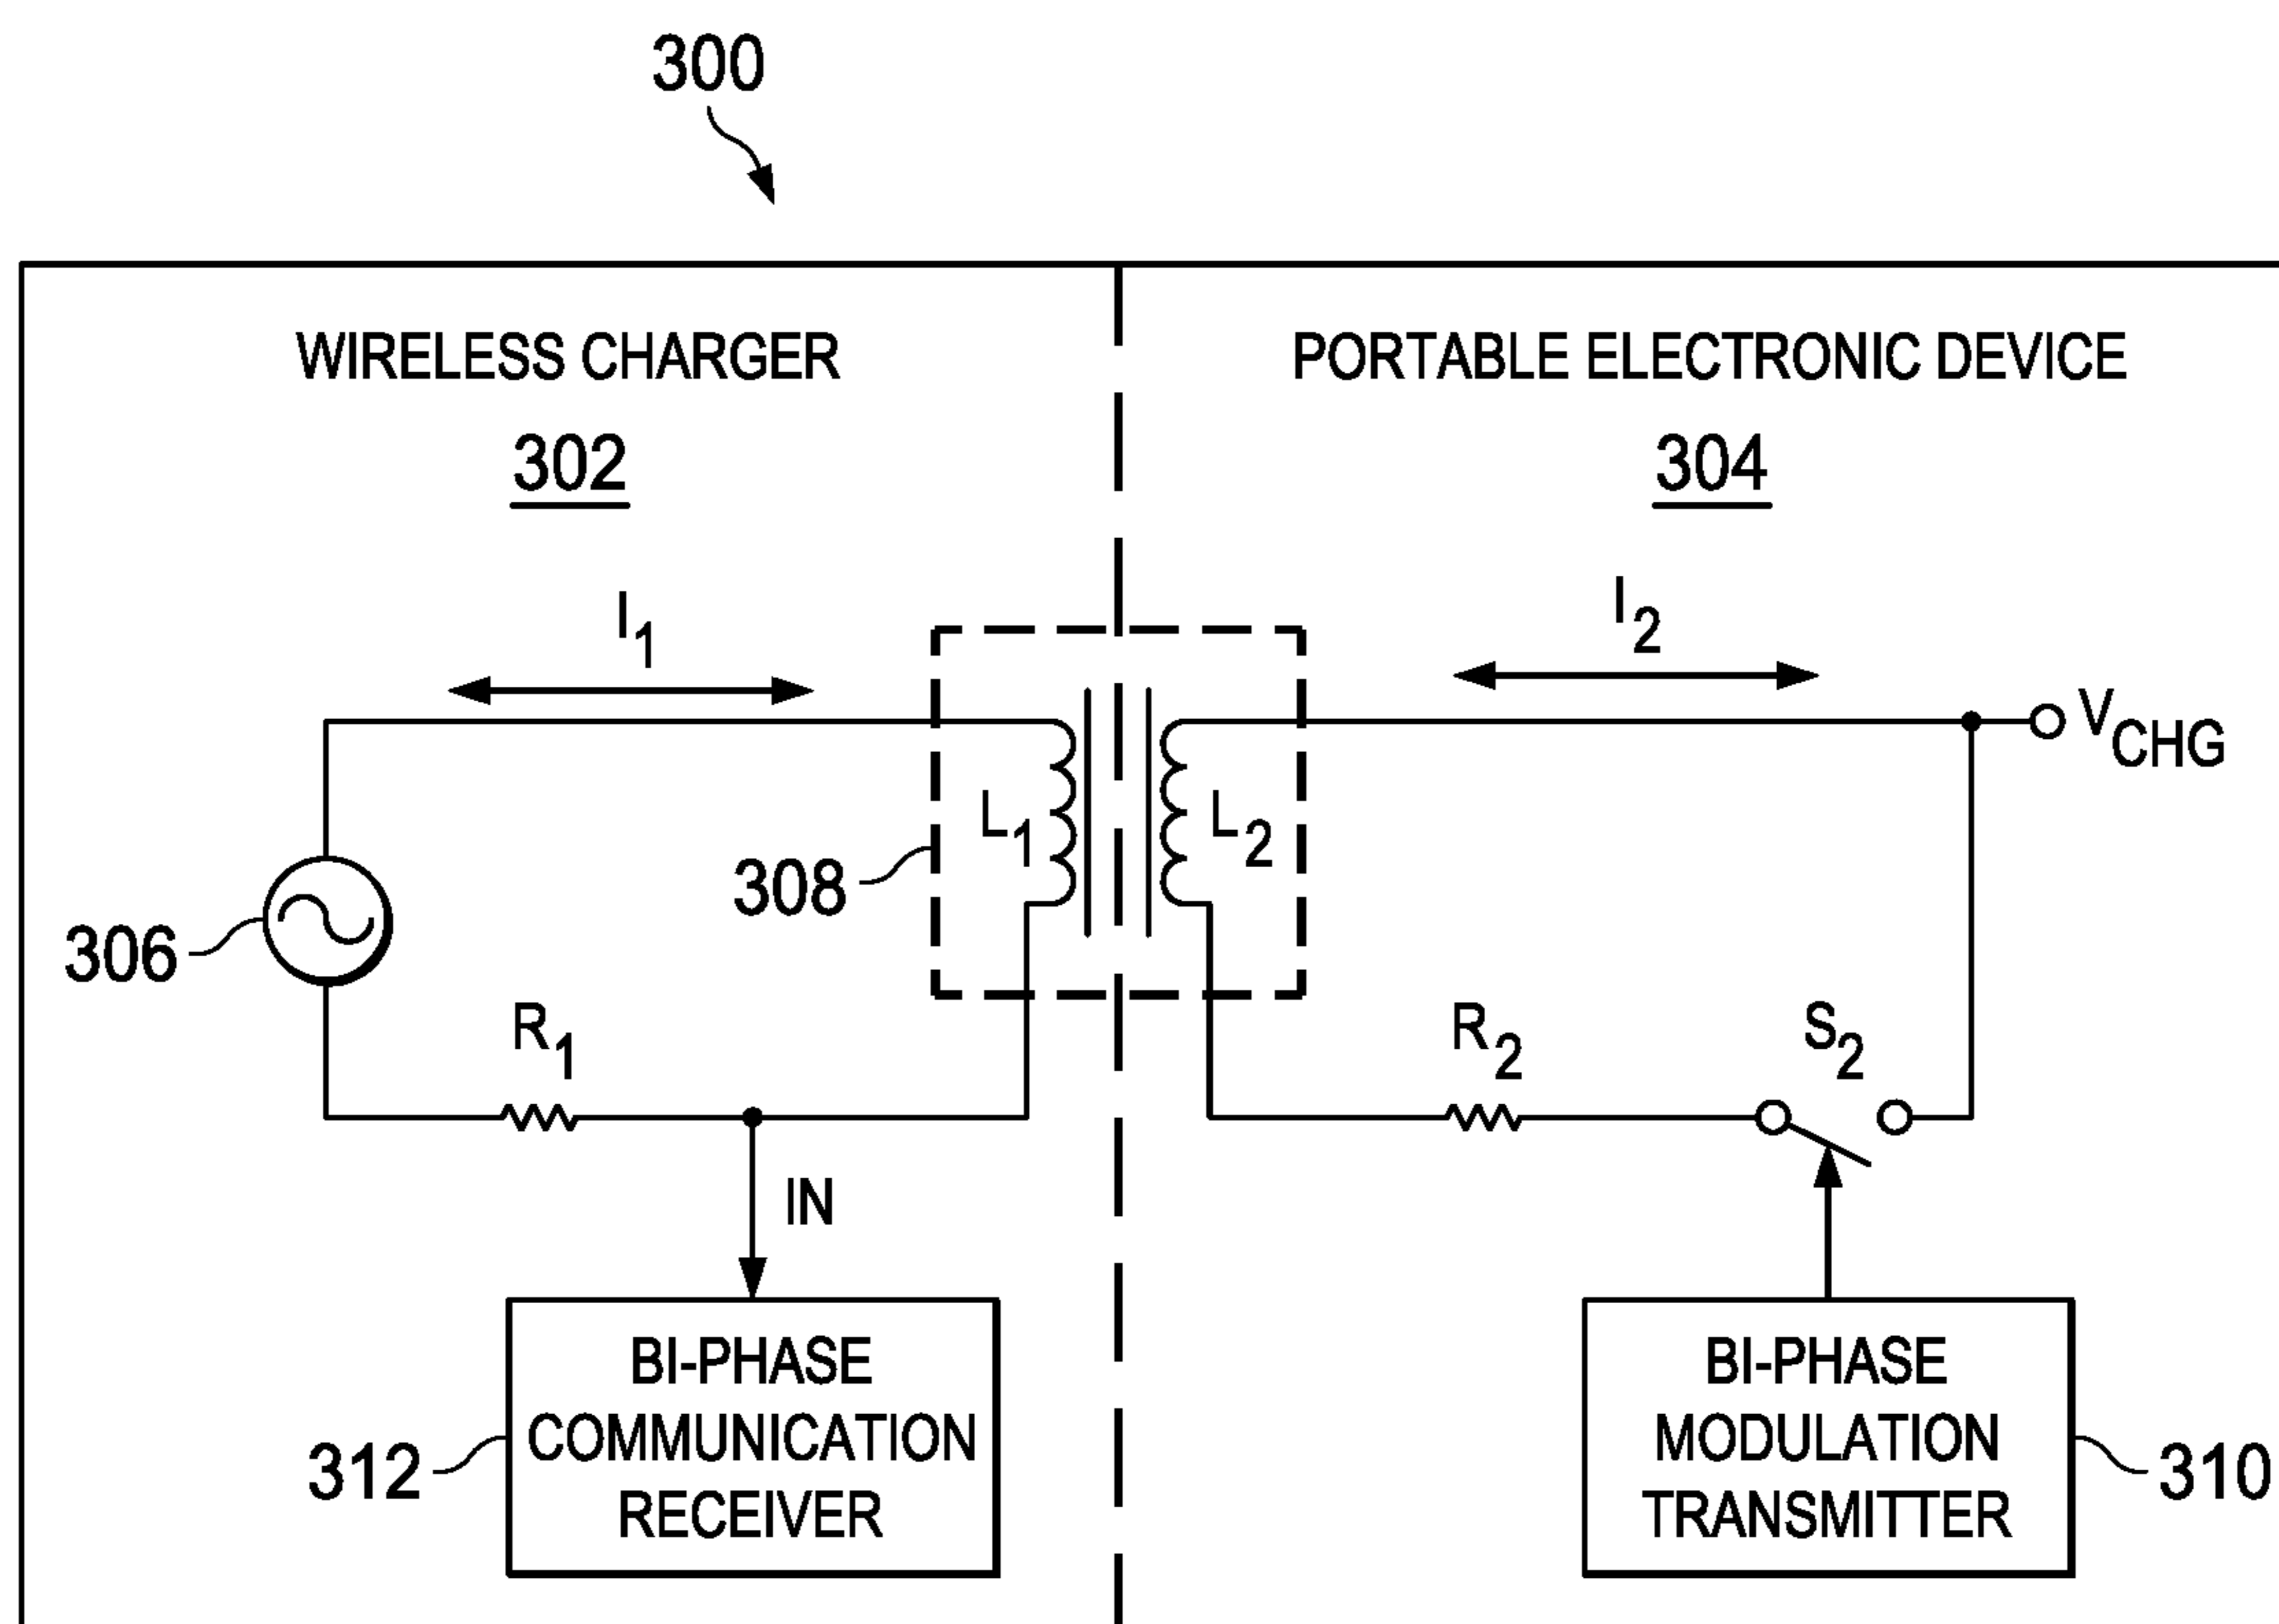 300
WIRELESS CHARGER
302
PORTABLE ELECTRONIC DEVICE
304
I1
I2
VCHG
L1
L2
308
306
R1
R2
S2
IN
BI-PHASE
COMMUNICATION
RECEIVER
312
BI-PHASE
MODULATION
TRANSMITTER
310